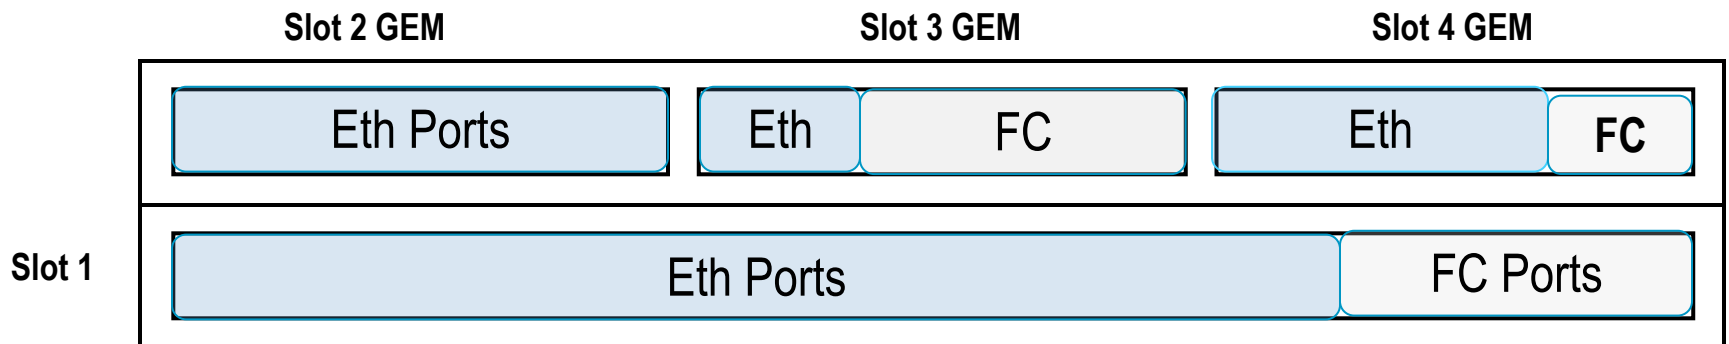 Slot 2 GEM Slot 3 GEM Slot 4 GEM
Eth Ports Eth FC Eth FC
Slot 1 Eth Ports FC Ports